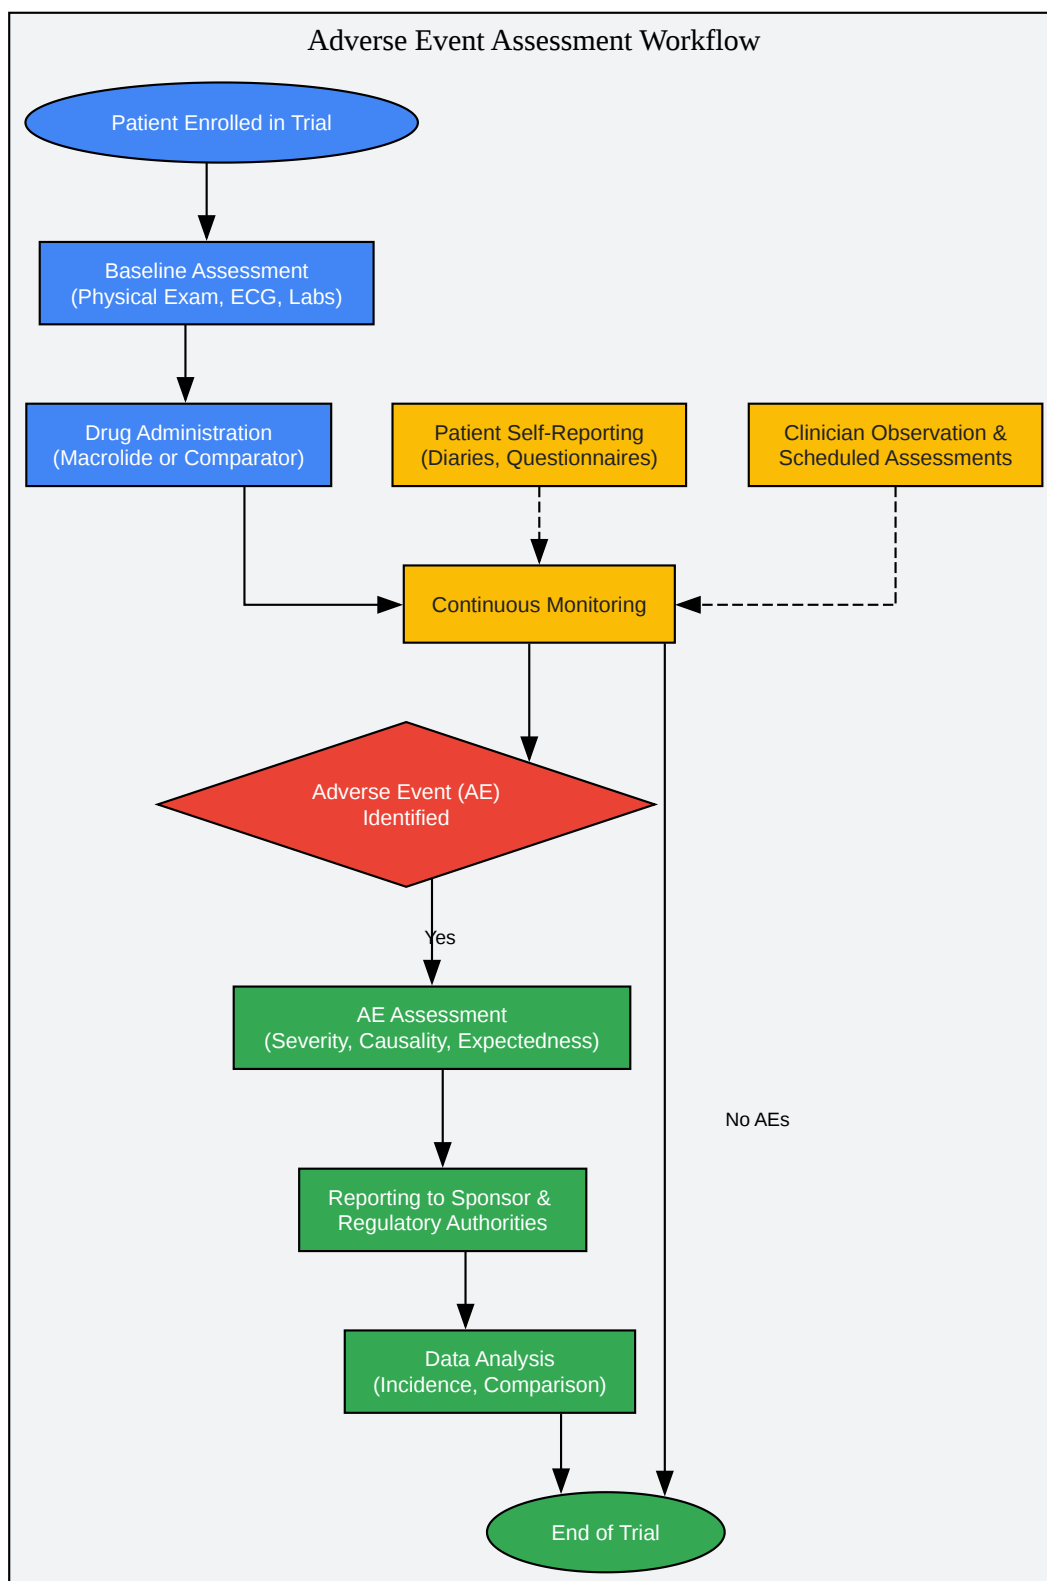 Adverse Event Assessment Workflow
Patient Enrolled in Trial
Baseline Assessment
(Physical Exam, ECG, Labs)
Drug Administration
(Macrolide or Comparator)
Patient Self-Reporting
(Diaries, Questionnaires)
Clinician Observation &
Scheduled Assessments
Continuous Monitoring
Adverse Event (AE)
Identified
Yes
AE Assessment
(Severity, Causality, Expectedness)
No AEs
Reporting to Sponsor &
Regulatory Authorities
Data Analysis
(Incidence, Comparison)
End of Trial